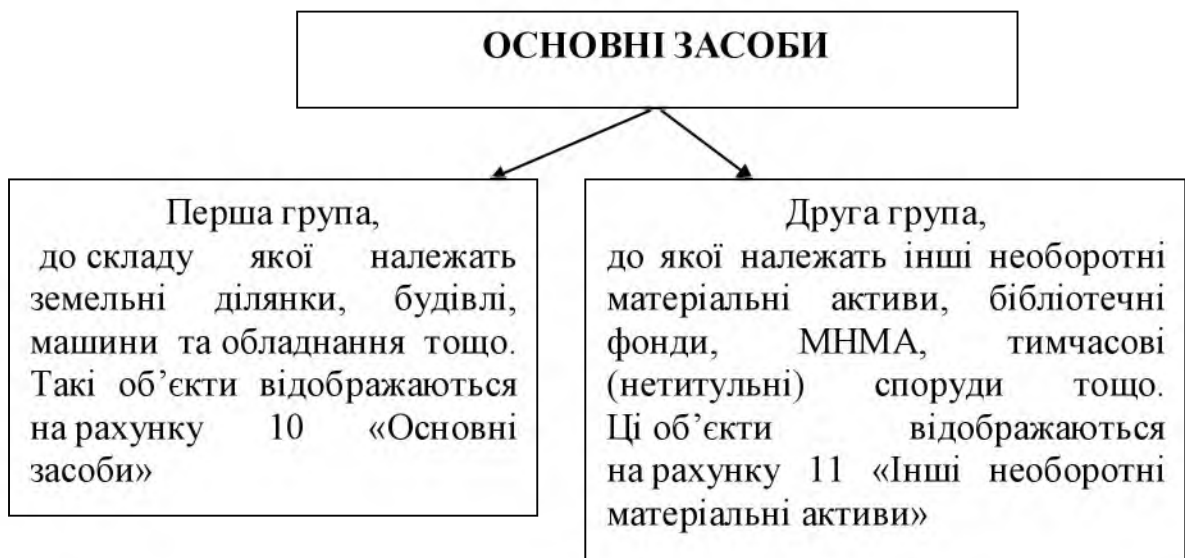 ОСНОВНІ ЗАСОБИ
Перша група,
до складу якої належать
земельні ділянки, будівлі,
машини та обладнання тощо.
Такі об’єкти відображаються
на рахунку 10 «Основні
засоби»
Друга група,
до якої належать інші необоротні
матеріальні активи, бібліотечні
фонди, МНМА, тимчасові
(нетитульні) споруди тощо.
Ці об’єкти відображаються
на рахунку 11 «Інші необоротні
матеріальні активи»